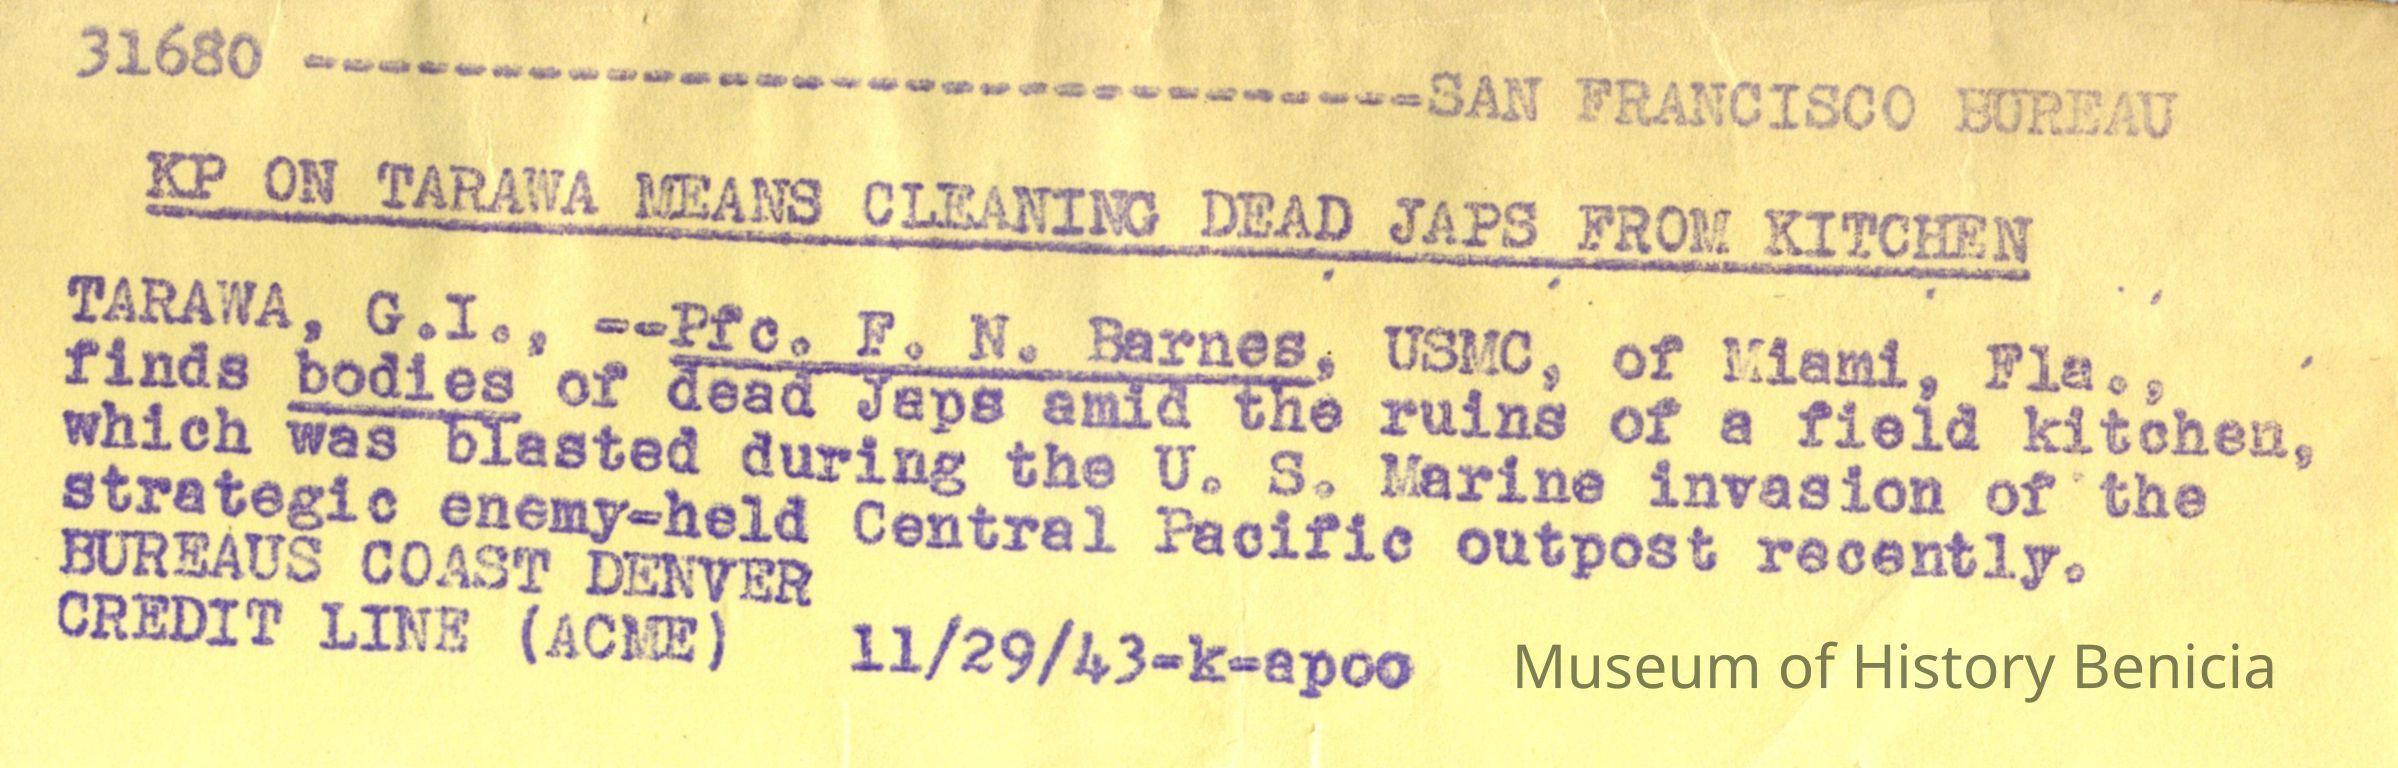 31680 -------------------------------SAN FRANCISCO BUREAU
KP ON TARAWA MEANS CLEANING DEAD JAPS FROM KITCHEN
TARAWA, G.I., --Pfc. F. N. Barnes, USMC, of Miami, Fla.,
finds bodies of dead Japs amid the ruins of a field kitchen,
which was blasted during the U. S. Marine invasion of the
strategic enemy-held Central Pacific outpost recently.
BUREAUS COAST DENVER
CREDIT LINE (ACME) 11/29/43-k-apoo
Museum of History Benicia